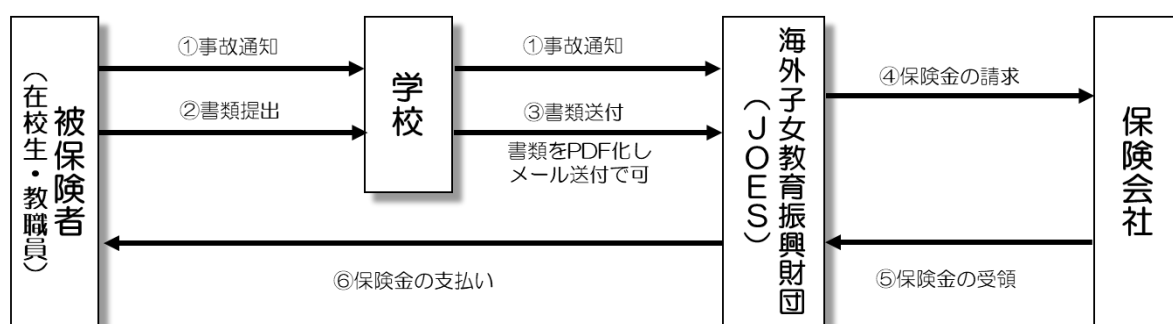 被保険者
（在校生・教職員）
①事故通知
②書類提出
学校
①事故通知
③書類送付
書類をPDF化し
メール送付で可
海外子女教育振興財団
（JOES）
④保険金の請求
⑤保険金の受領
⑥保険金の支払い
保険会社